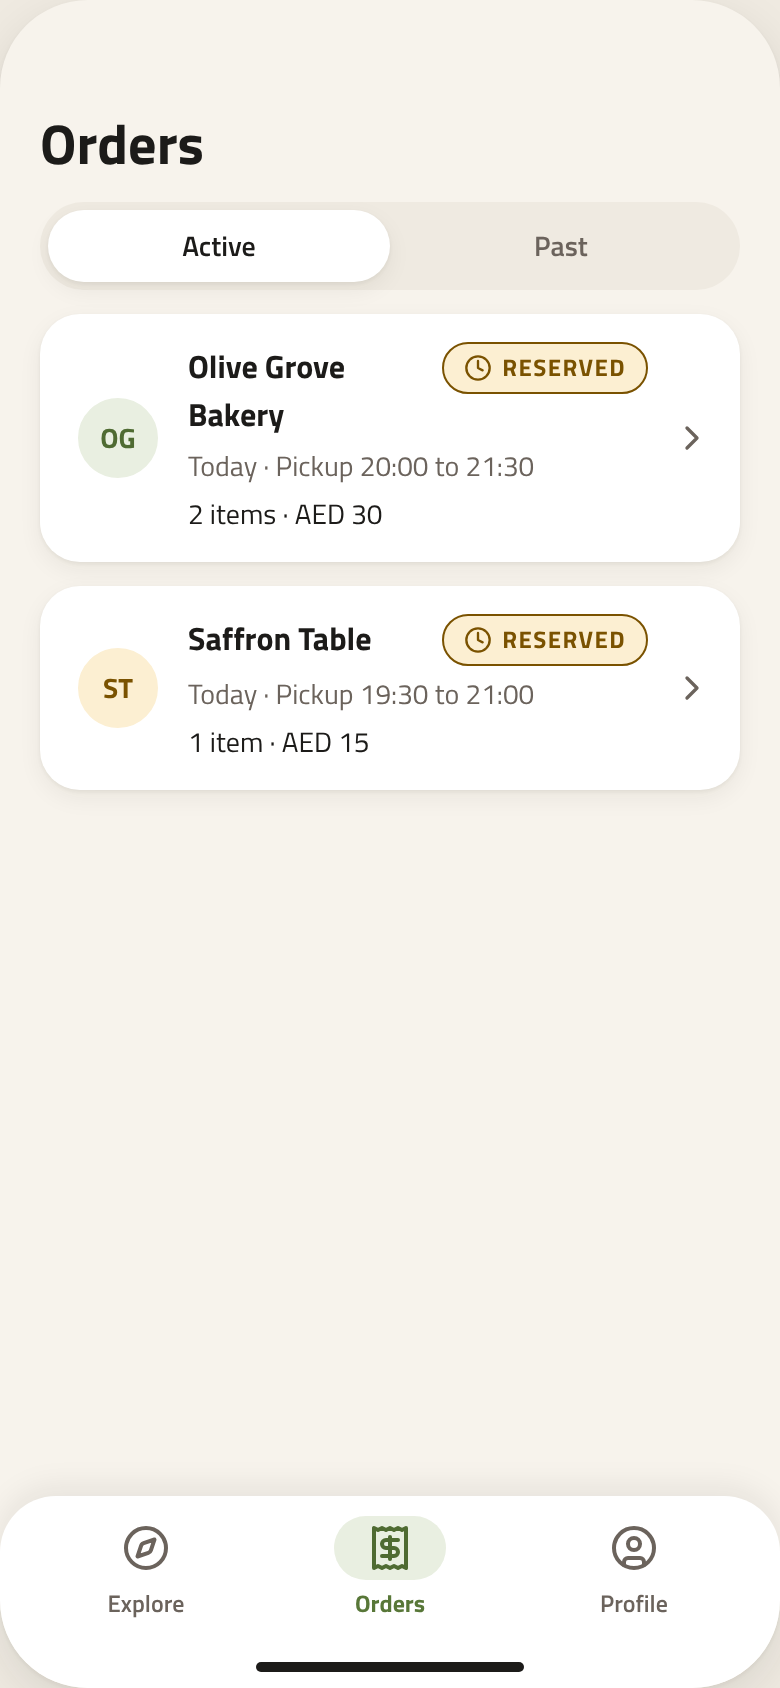 Orders
Active
Past
Olive Grove
Bakery
RESERVED
OG
Today · Pickup 20:00 to 21:30
2 items · AED 30
Saffron Table
RESERVED
ST
Today · Pickup 19:30 to 21:00
1 item · AED 15
Explore
Orders
Profile